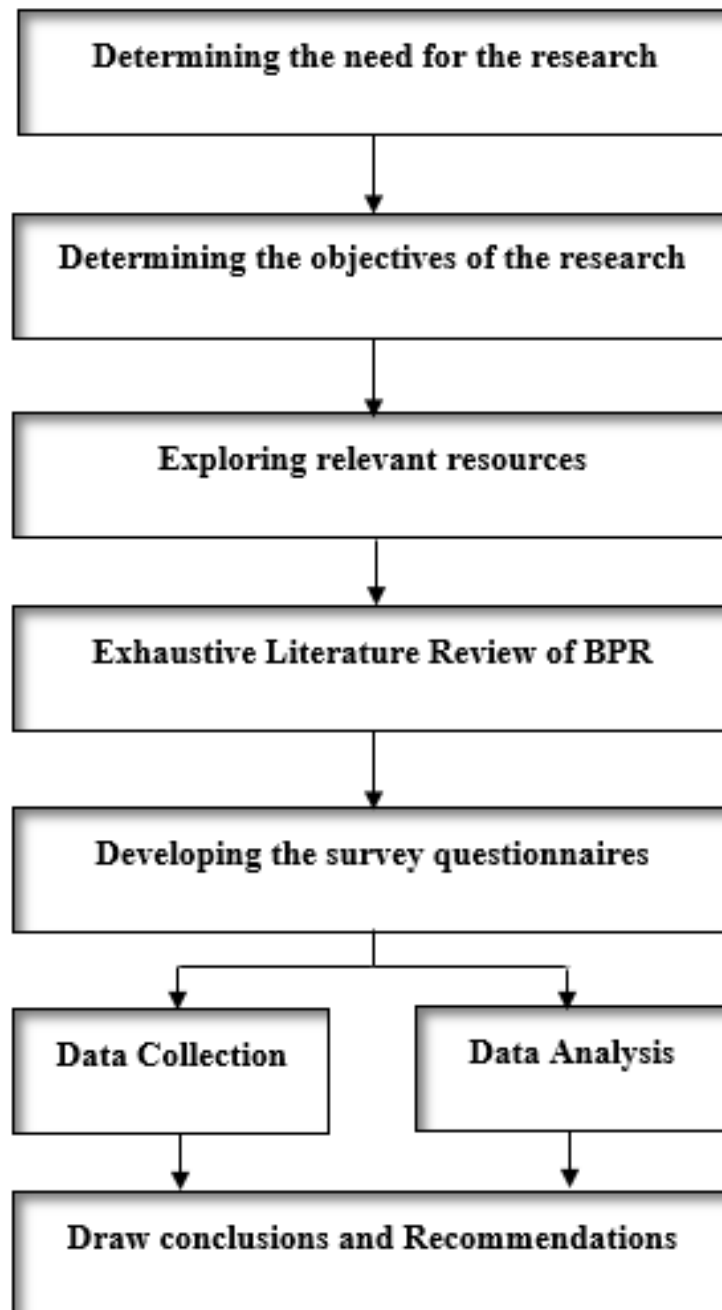 Determining the need for the research
Determining the objectives of the research
Exploring relevant resources
Exhaustive Literature Review of BPR
Developing the survey questionnaires
Data Collection
Data Analysis
Draw conclusions and Recommendations